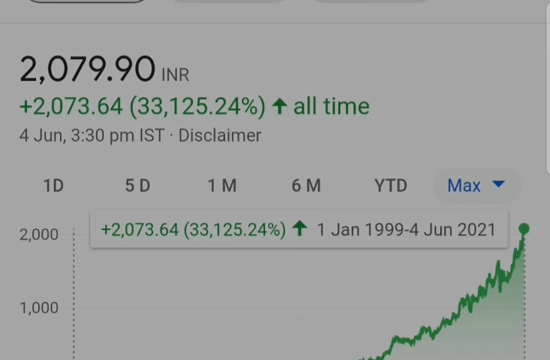 2,079.90 INR
+2,073.64 (33,125.24%) ↑ all time
4 Jun, 3:30 pm IST · Disclaimer
1D 5 D 1 M 6 M YTD Max
+2,073.64 (33,125.24%) ↑ 1 Jan 1999-4 Jun 2021
2,000
1,000